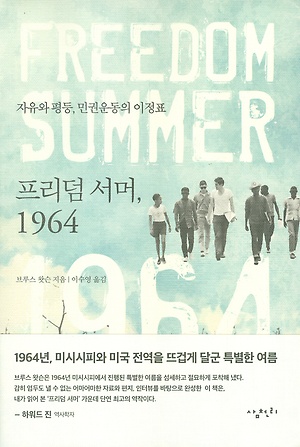 FREEDOM
자유와 평등, 민권운동의 이정표
SUMMER
프리덤 서머,
1964
브루스 왓슨 지음 / 이수영 옮김
1964
1964년, 미시시피와 미국 전역을 뜨겁게 달군 특별한 여름
브루스 왓슨은 1964년 미시시피에서 진행된 특별한 여름을 섬세하고 절묘하게 포착해 냈다.
감히 엄두도 낼 수 없는 어마어마한 자료와 편지, 인터뷰를 바탕으로 완성한 이 책은,
내가 읽어 본 '프리덤 서머' 가운데 단연 최고의 역작이다.
— 하워드 진 역사학자
삼천리